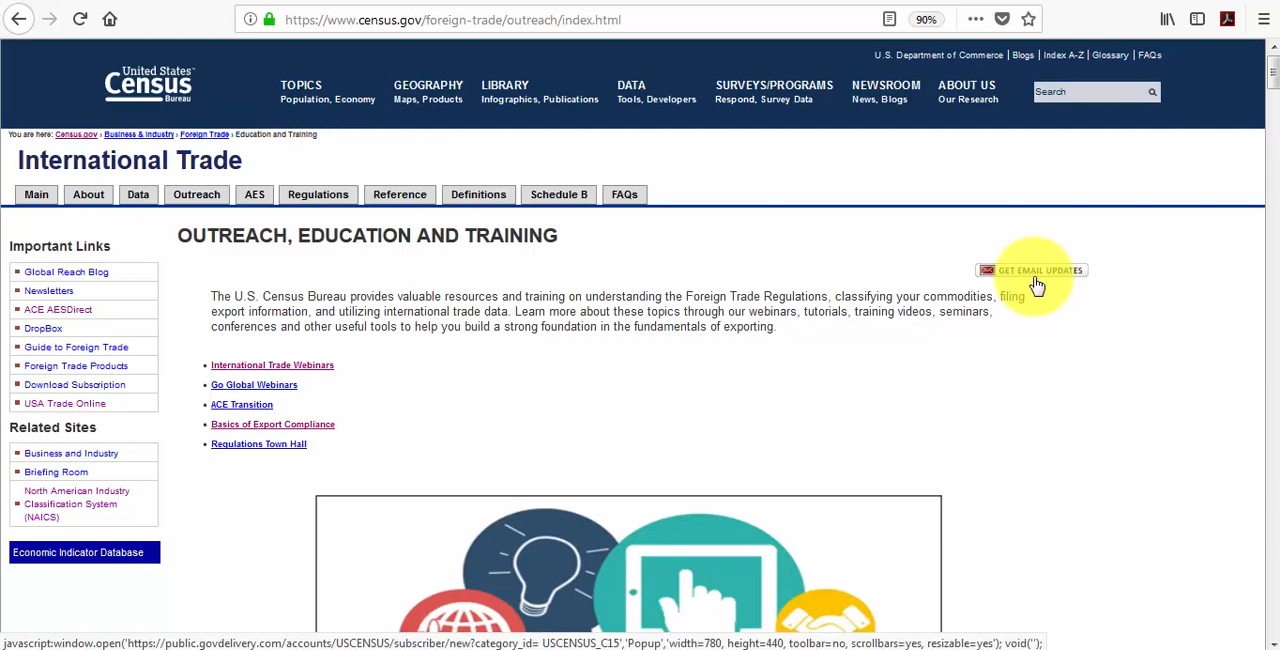 https://www.census.gov/foreign-trade/outreach/index.html
90%
U.S. Department of Commerce | Blogs | Index A-Z | Glossary | FAQs
United States
Census
Bureau
TOPICS
Population, Economy
GEOGRAPHY
Maps, Products
LIBRARY
Infographics, Publications
DATA
Tools, Developers
SURVEYS/PROGRAMS
Respond, Survey Data
NEWSROOM
News, Blogs
ABOUT US
Our Research
Search
You are here: Census.gov › Business & Industry › Foreign Trade › Education and Training
International Trade
Main
About
Data
Outreach
AES
Regulations
Reference
Definitions
Schedule B
FAQs
Important Links
Global Reach Blog
Newsletters
ACE AESDirect
DropBox
Guide to Foreign Trade
Foreign Trade Products
Download Subscription
USA Trade Online
Related Sites
Business and Industry
Briefing Room
North American Industry
Classification System
(NAICS)
Economic Indicator Database
OUTREACH, EDUCATION AND TRAINING
GET EMAIL UPDATES
The U.S. Census Bureau provides valuable resources and training on understanding the Foreign Trade Regulations, classifying your commodities, filing
export information, and utilizing international trade data. Learn more about these topics through our webinars, tutorials, training videos, seminars,
conferences and other useful tools to help you build a strong foundation in the fundamentals of exporting.
• International Trade Webinars
• Go Global Webinars
• ACE Transition
• Basics of Export Compliance
• Regulations Town Hall
javascript:window.open('https://public.govdelivery.com/accounts/USCENSUS/subscriber/new?category_id= USCENSUS_C15','Popup','width=780, height=440, toolbar=no, scrollbars=yes, resizable=yes'); void('');